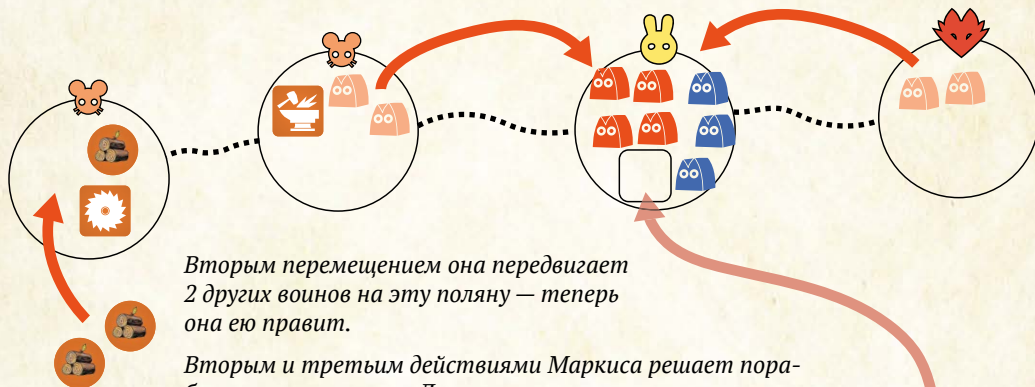 Вторым перемещением она передвигает
2 других воинов на эту поляну — теперь
она ею правит.
Вторым и третьим действиями Маркиса решает пора-